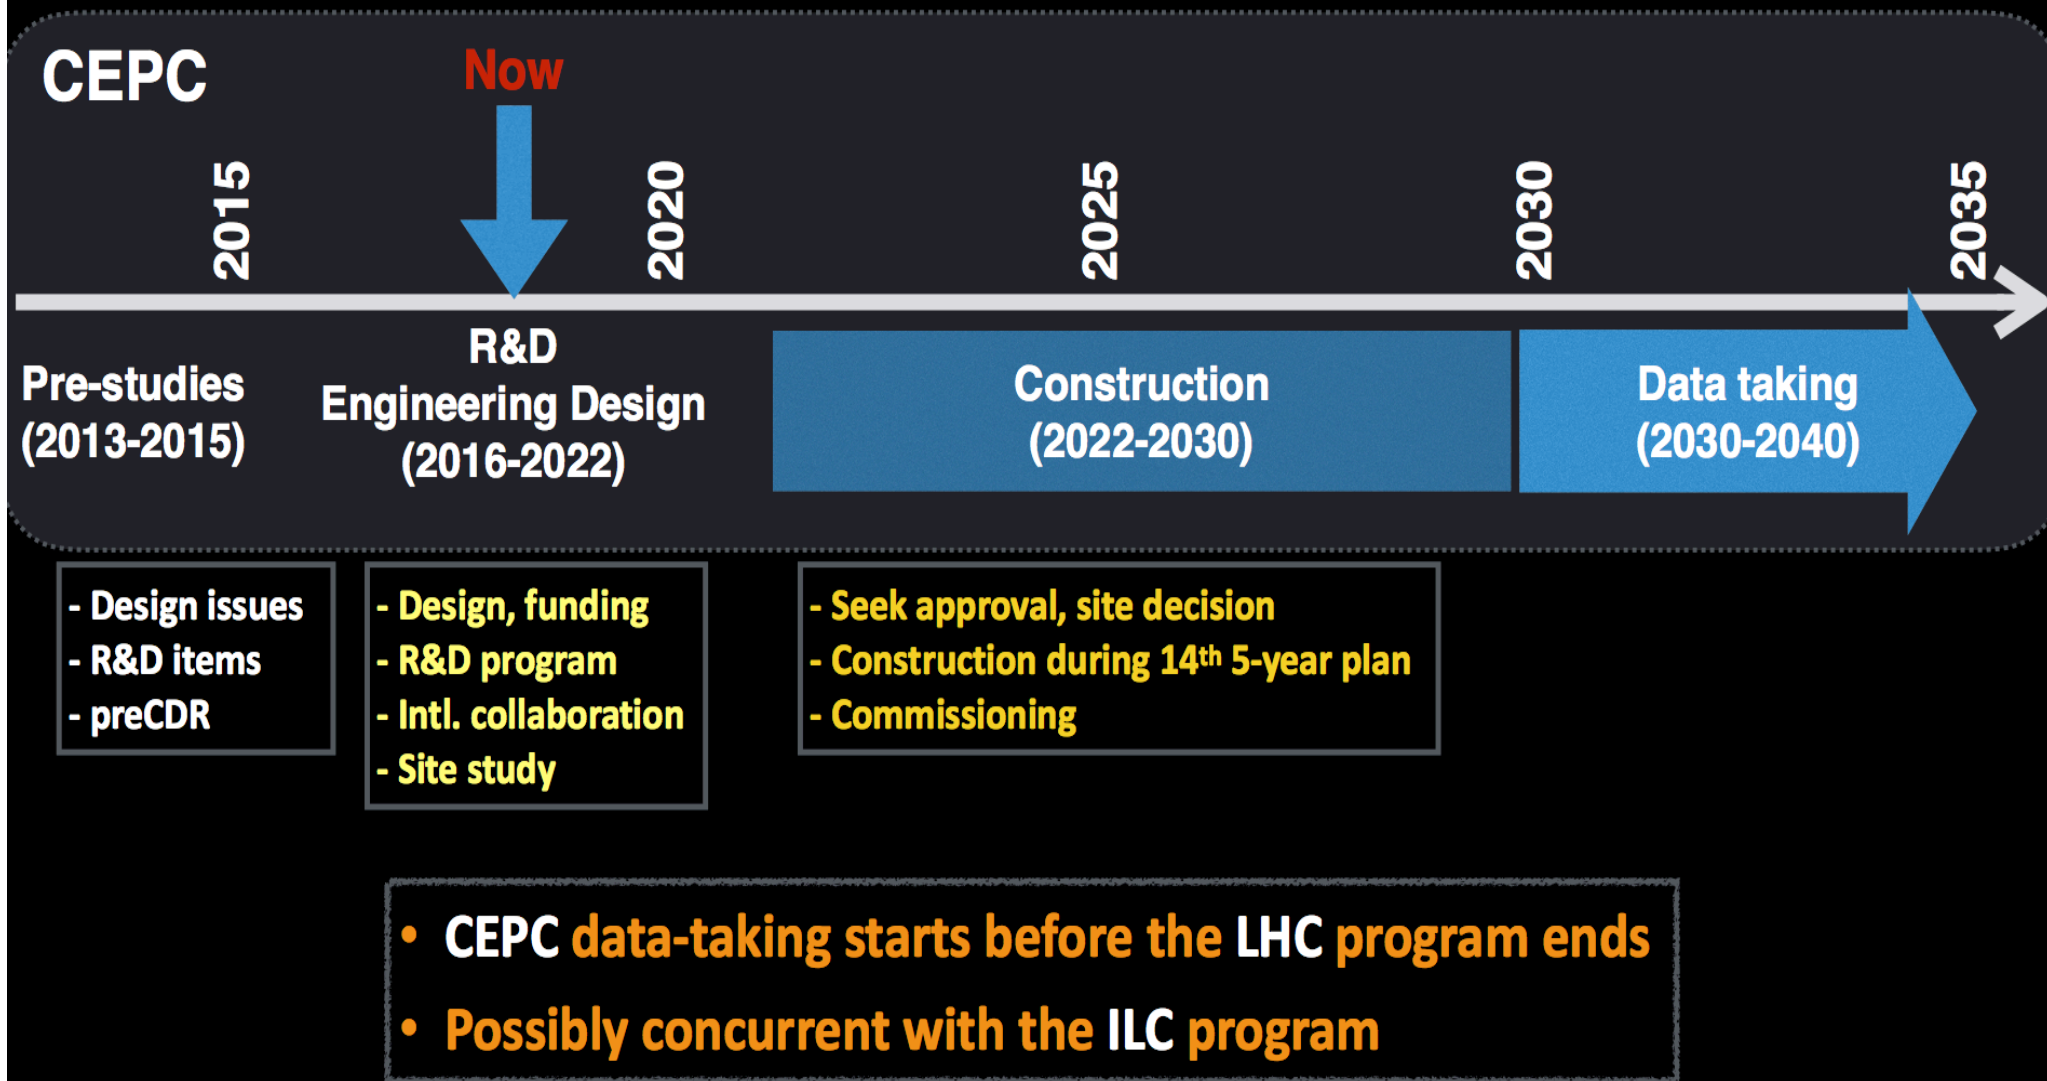 CEPC
Now
2015
2020
2025
2030
2035
Pre-studies
(2013-2015)
R&D
Engineering Design
(2016-2022)
Construction
(2022-2030)
Data taking
(2030-2040)
- Design issues
- R&D items
- preCDR
- Design, funding
- R&D program
- Intl. collaboration
- Site study
- Seek approval, site decision
- Construction during 14th 5-year plan
- Commissioning
• CEPC data-taking starts before the LHC program ends
• Possibly concurrent with the ILC program